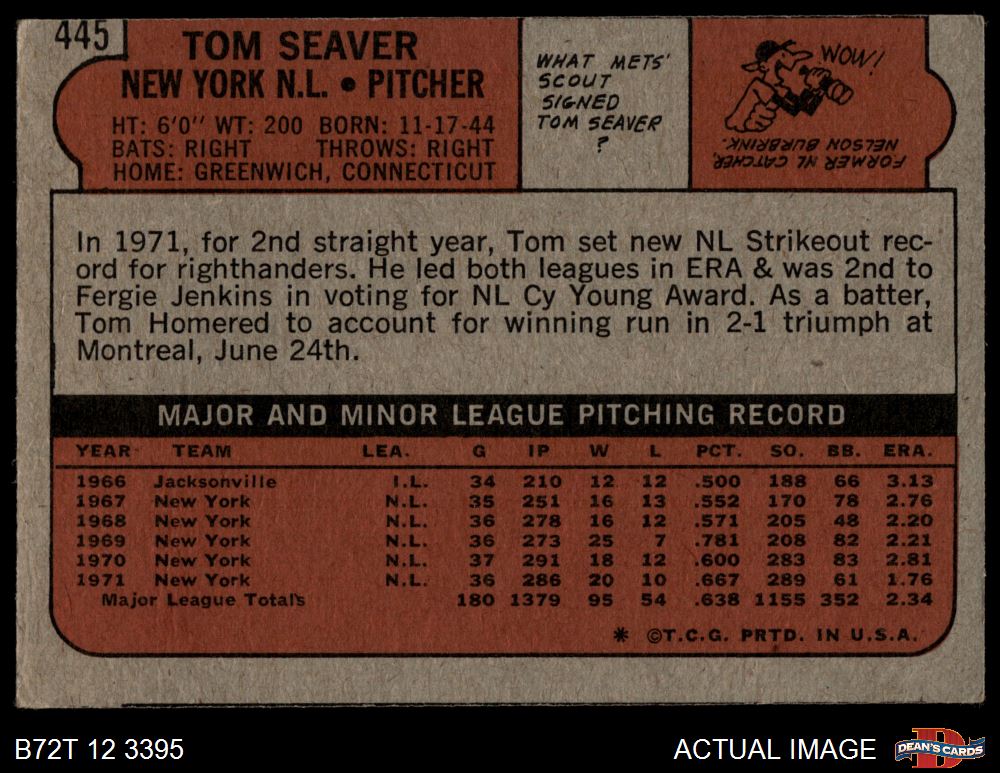 445
TOM SEAVER
NEW YORK N.L. • PITCHER
HT: 6'0" WT: 200 BORN: 11-17-44
BATS: RIGHT THROWS: RIGHT
HOME: GREENWICH, CONNECTICUT
WHAT METS'
SCOUT
SIGNED
TOM SEAVER
?
WOW!
FORMER NL CATCHER,
NELSON BURBRINK.
In 1971, for 2nd straight year, Tom set new NL Strikeout rec-
ord for righthanders. He led both leagues in ERA & was 2nd to
Fergie Jenkins in voting for NL Cy Young Award. As a batter,
Tom Homered to account for winning run in 2-1 triumph at
Montreal, June 24th.
MAJOR AND MINOR LEAGUE PITCHING RECORD
YEAR TEAM LEA. G IP W L PCT. SO. BB. ERA.
1966 Jacksonville I.L. 34 210 12 12 .500 188 66 3.13
1967 New York N.L. 35 251 16 13 .552 170 78 2.76
1968 New York N.L. 36 278 16 12 .571 205 48 2.20
1969 New York N.L. 36 273 25 7 .781 208 82 2.21
1970 New York N.L. 37 291 18 12 .600 283 83 2.81
1971 New York N.L. 36 286 20 10 .667 289 61 1.76
Major League Totals 180 1379 95 54 .638 1155 352 2.34
* ©T.C.G. PRTD. IN U.S.A.
B72T 12 3395
ACTUAL IMAGE
D
DEAN'S CARDS